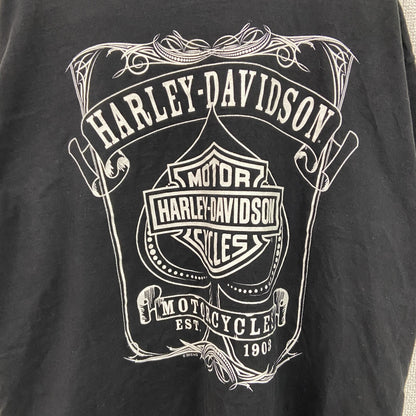 HARLEY-DAVIDSON
MOTOR
HARLEY-DAVIDSON
CYCLES
MOTORCYCLES
EST.
1903